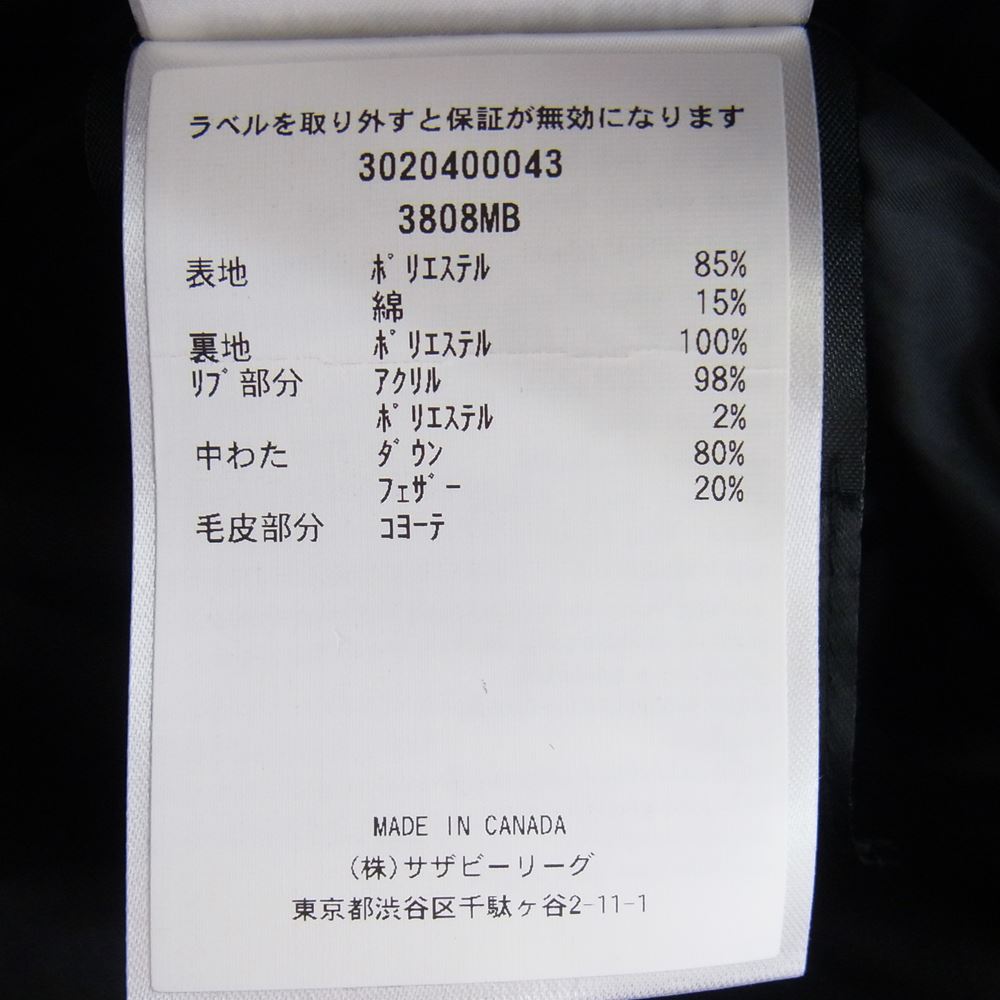 ラベルを取り外すと保証が無効になります
3020400043
3808MB
表地 ﾎﾟﾘｴｽﾃﾙ 85%
綿 15%
裏地 ﾎﾟﾘｴｽﾃﾙ 100%
ﾘﾌﾞ部分 ｱｸﾘﾙ 98%
ﾎﾟﾘｴｽﾃﾙ 2%
中わた ﾀﾞｳﾝ 80%
ﾌｪｻﾞｰ 20%
毛皮部分 ｺﾖｰﾃ
MADE IN CANADA
(株)サザビーリーグ
東京都渋谷区千駄ヶ谷2-11-1